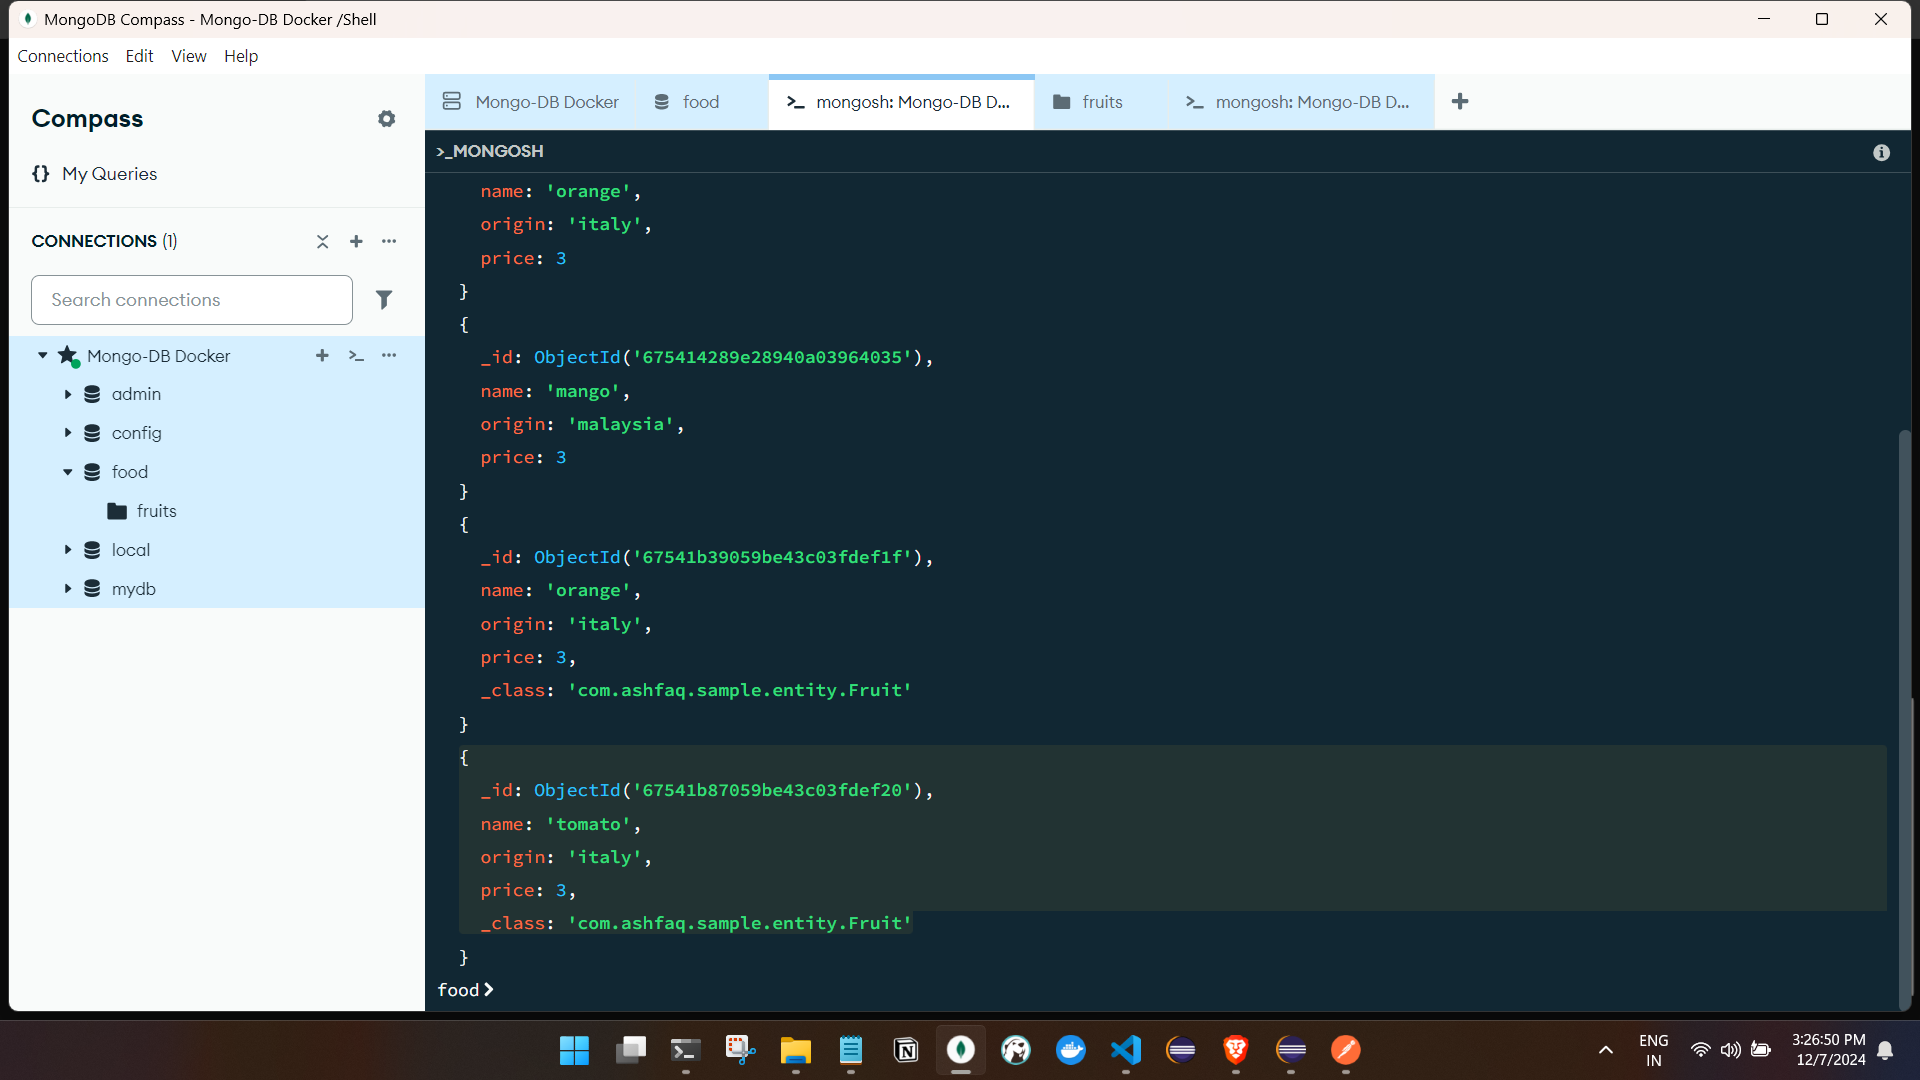 MongoDB Compass - Mongo-DB Docker /Shell
Connections Edit View Help
Compass
{} My Queries
CONNECTIONS (1)
Search connections
Mongo-DB Docker
admin
config
food
fruits
local
mydb
Mongo-DB Docker food >_ mongosh: Mongo-DB D... fruits >_ mongosh: Mongo-DB D... +
>_MONGOSH
name: 'orange',
origin: 'italy',
price: 3
}
{
_id: ObjectId('675414289e28940a03964035'),
name: 'mango',
origin: 'malaysia',
price: 3
}
{
_id: ObjectId('67541b39059be43c03fdef1f'),
name: 'orange',
origin: 'italy',
price: 3,
_class: 'com.ashfaq.sample.entity.Fruit'
}
{
_id: ObjectId('67541b87059be43c03fdef20'),
name: 'tomato',
origin: 'italy',
price: 3,
_class: 'com.ashfaq.sample.entity.Fruit'
}
food>
ENG
IN
3:26:50 PM
12/7/2024